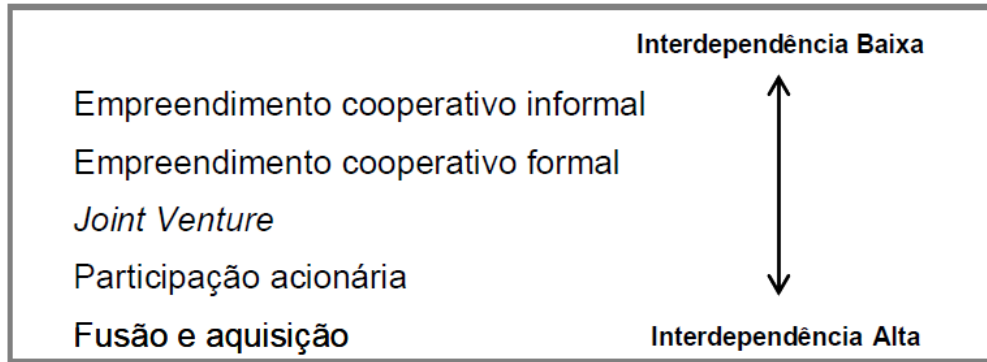 Interdependência Baixa
Empreendimento cooperativo informal
Empreendimento cooperativo formal
Joint Venture
Participação acionária
Fusão e aquisição
Interdependência Alta